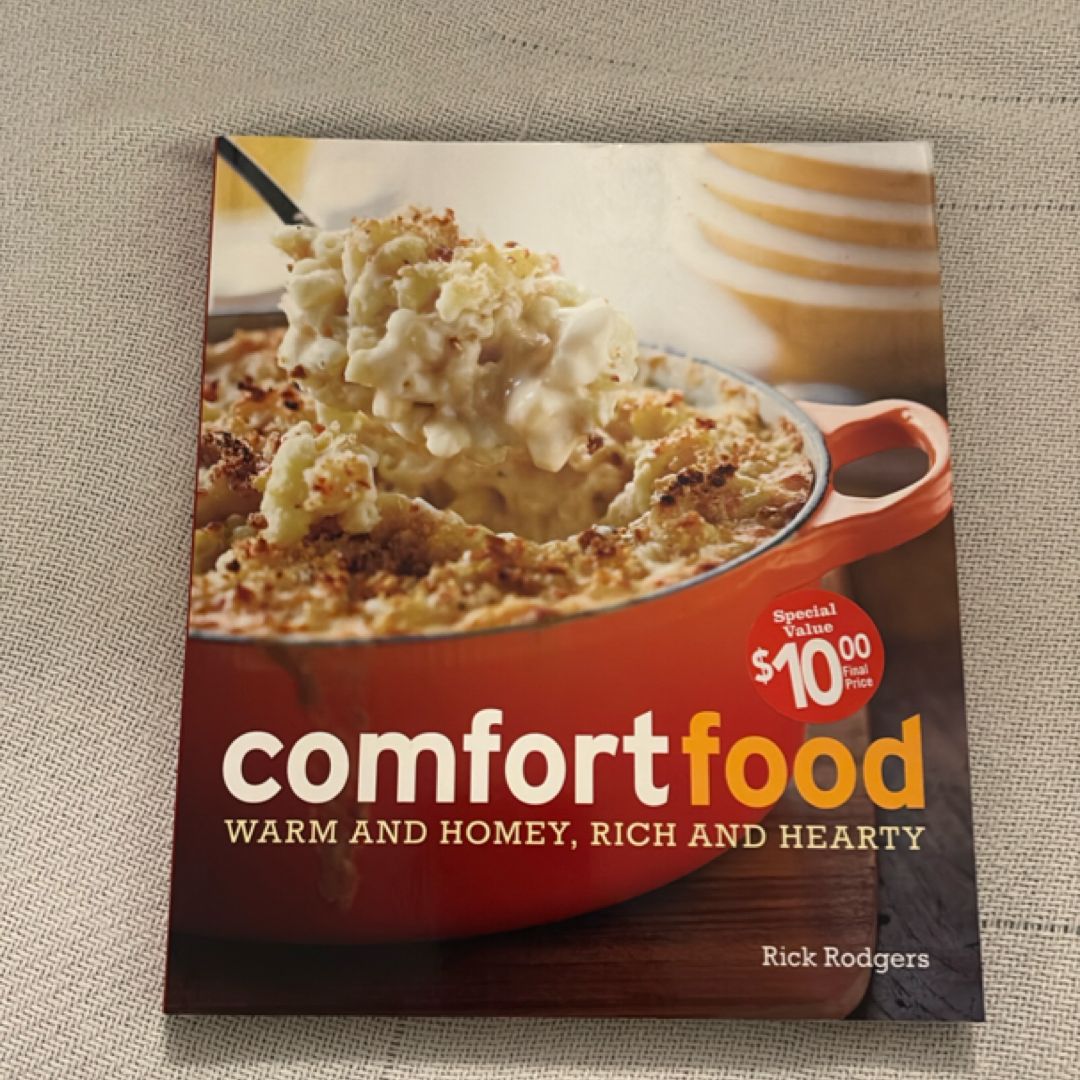 Special
Value
$10.00
Final
Price
comfortfood
WARM AND HOMEY, RICH AND HEARTY
Rick Rodgers